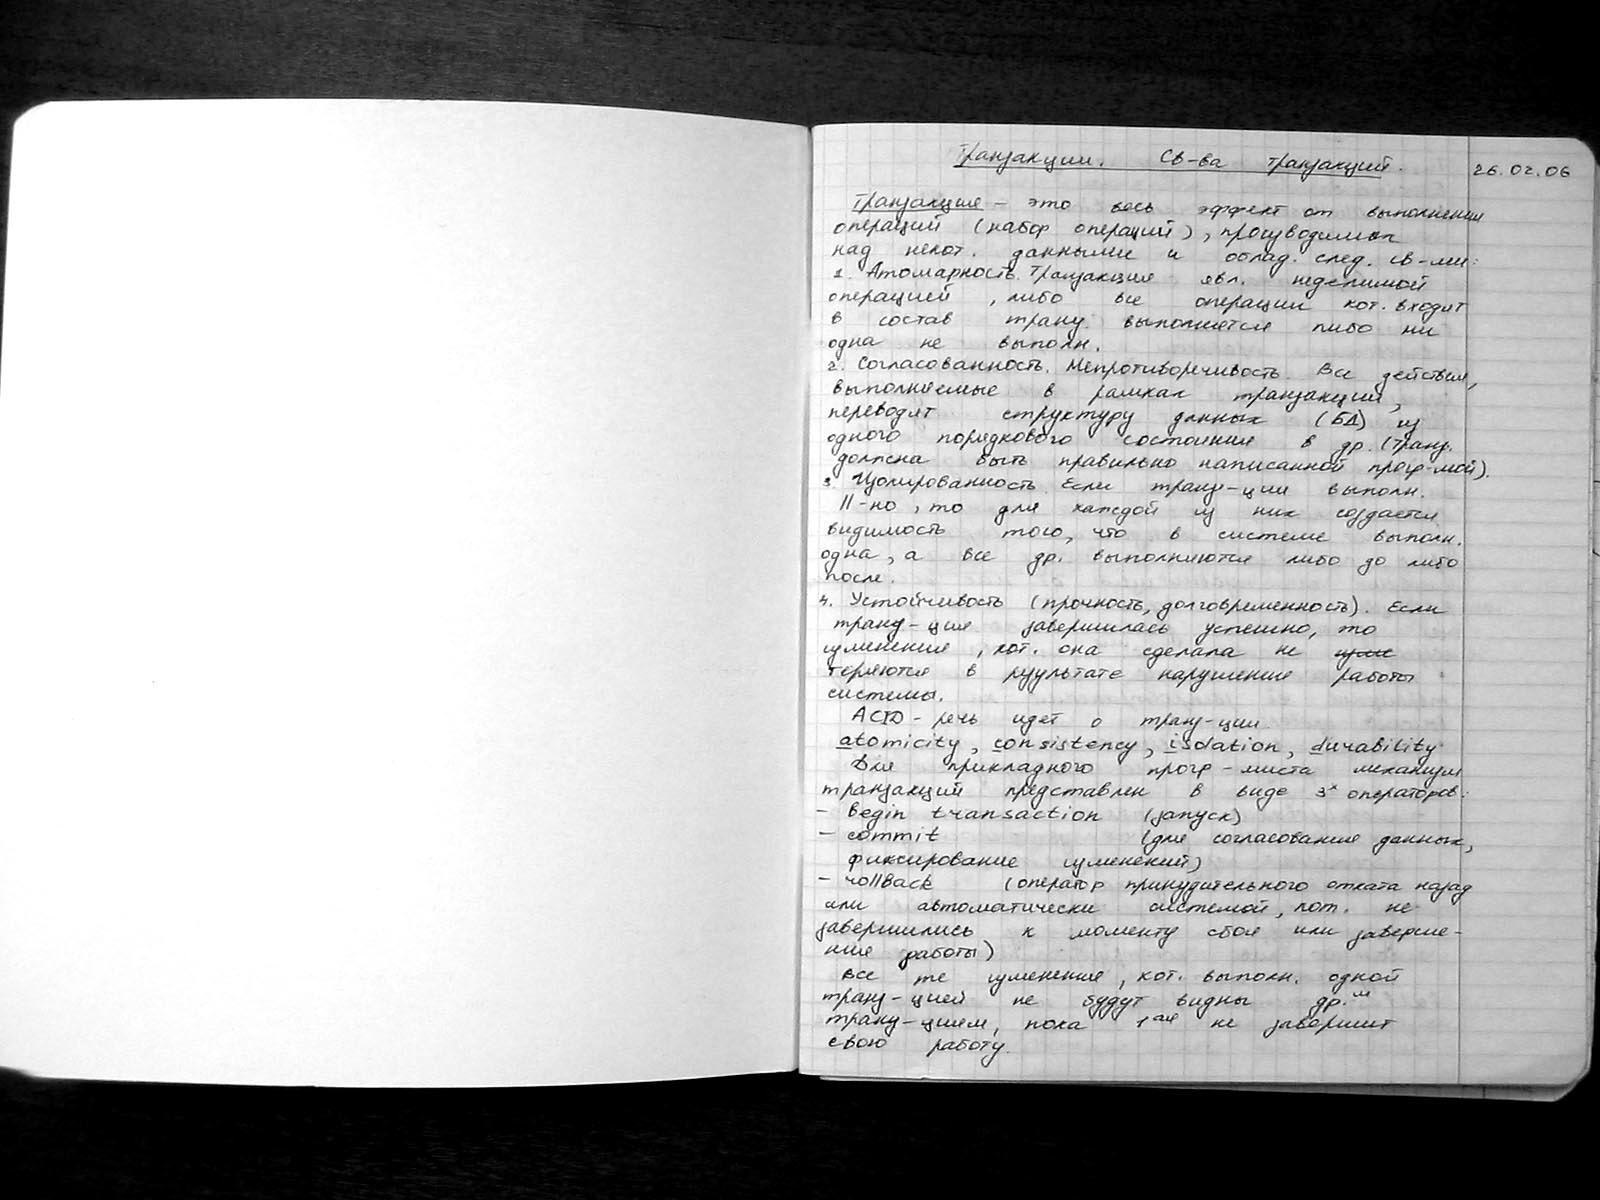 Транзакции. Св-ва транзакций.
26.02.06
Транзакция – это весь эффект от выполнения
операций (набор операций), производимых
над некот. данными и облад. след. св-ми:
1. Атомарность. Транзакция явл. неделимой
операцией, либо все операции кот. входят
в состав транз. выполняется либо ни
одна не выполн.
2. Согласованность. Непротиворечивость. Все действия,
выполняемые в рамках транзакции,
переводят структуру данных (БД) из
одного порядкового состояния в др. (Транз.
должна быть правильно написанной прогр-мой).
3. Изолированность. Если транз-ции выполн.
||-но, то для каждой из них создается
видимость того, что в системе выполн.
одна, а все др. выполняются либо до либо
после.
4. Устойчивость (прочность, долговременность). Если
транз-ция завершилась успешно, то
изменения, кот. она сделала не
теряются в результате нарушения работы
системы.
ACID – речь идет о транз-ции
atomicity, consistency, isolation, durability
Для прикладного прогр-миста механизм
транзакций представлен в виде 3х операторов:
– begin transaction (запуск)
– commit (для согласования данных,
фиксирование изменений)
– rollback (оператор принудительного отката назад
или автоматически системой, кот. не
завершились к моменту сбоя или заверше-
ния работы)
Все те изменения, кот. выполн. одной
транз-цией не будут видны др.м
транз-циям, пока 1ая не завершит
свою работу.